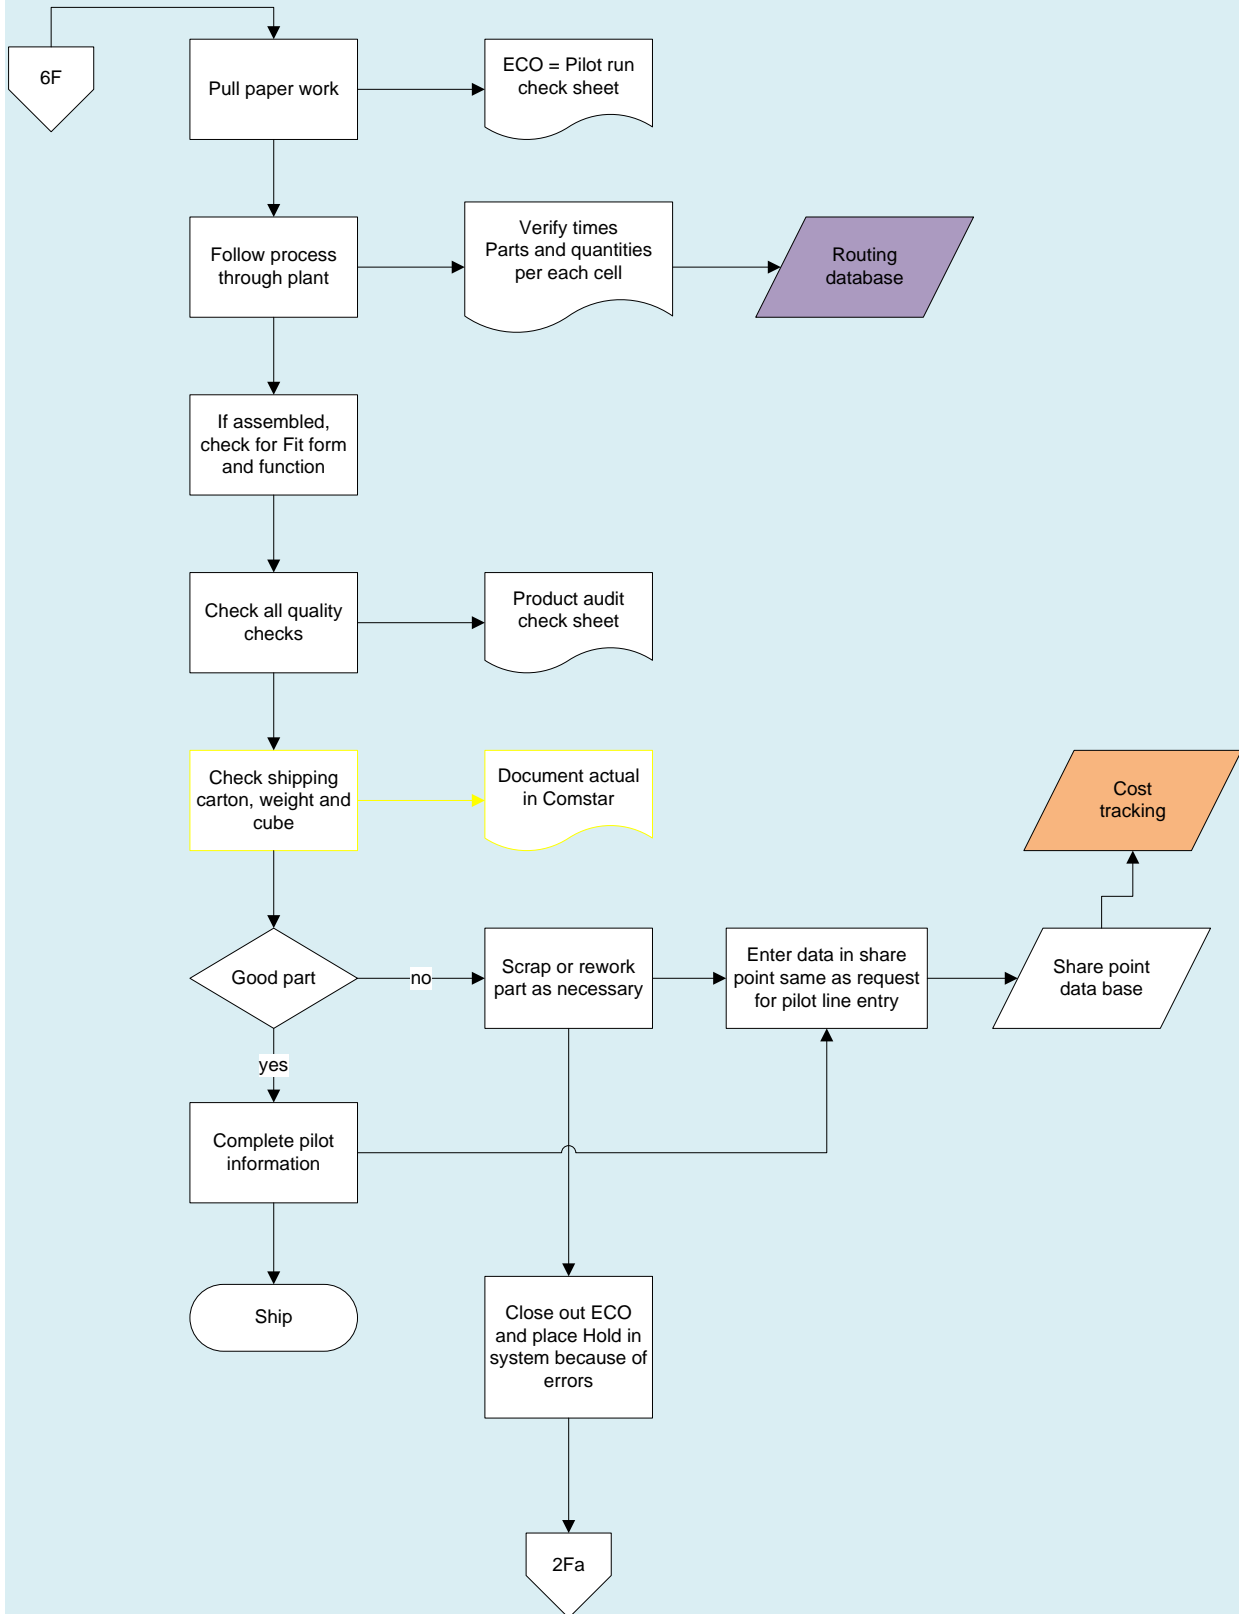 6F
Pull paper work
ECO = Pilot run
check sheet
Follow process
through plant
Verify times
Parts and quantities
per each cell
Routing
database
If assembled,
check for Fit form
and function
Check all quality
checks
Product audit
check sheet
Check shipping
carton, weight and
cube
Document actual
in Comstar
Cost
tracking
Good part
no
Scrap or rework
part as necessary
Enter data in share
point same as request
for pilot line entry
Share point
data base
yes
Complete pilot
information
Ship
Close out ECO
and place Hold in
system because of
errors
2Fa